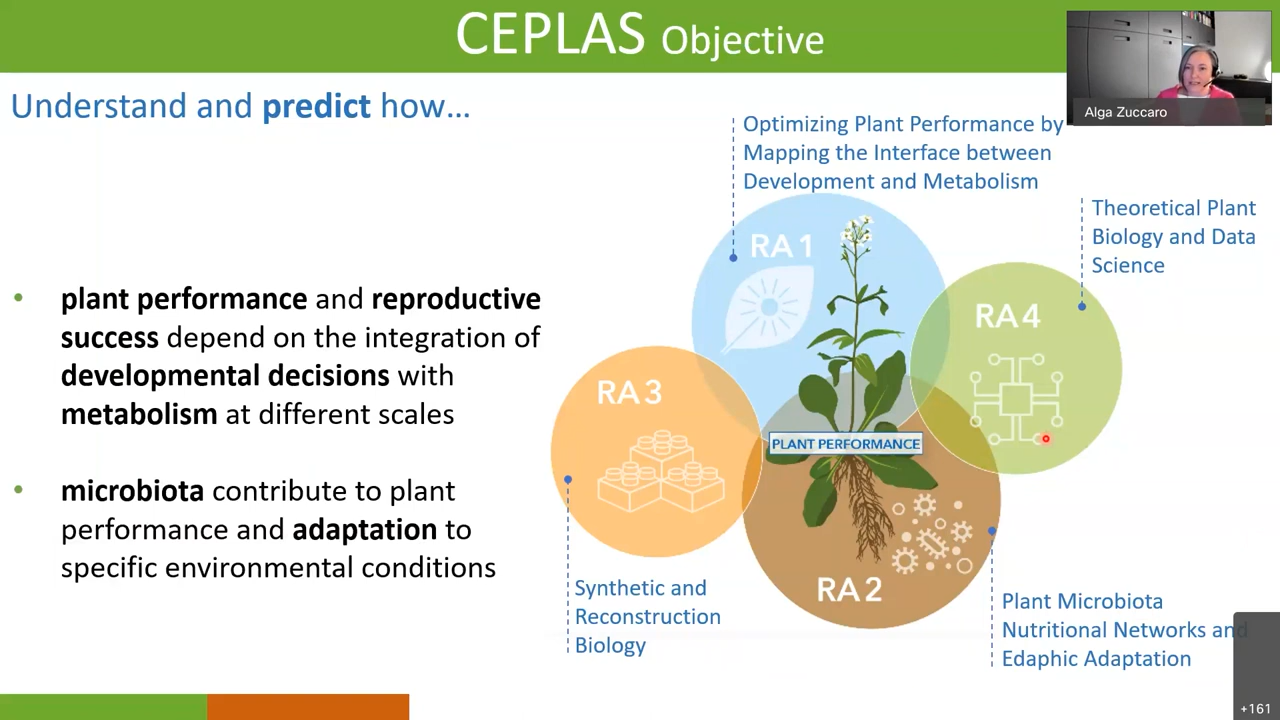 CEPLAS Objective
Alga Zuccaro
Understand and predict how...
Optimizing Plant Performance by
Mapping the Interface between
Development and Metabolism
Theoretical Plant
Biology and Data
Science
RA 1
RA 4
RA 3
PLANT PERFORMANCE
RA 2
• plant performance and reproductive
success depend on the integration of
developmental decisions with
metabolism at different scales
• microbiota contribute to plant
performance and adaptation to
specific environmental conditions
Synthetic and
Reconstruction
Biology
Plant Microbiota
Nutritional Networks and
Edaphic Adaptation
+161